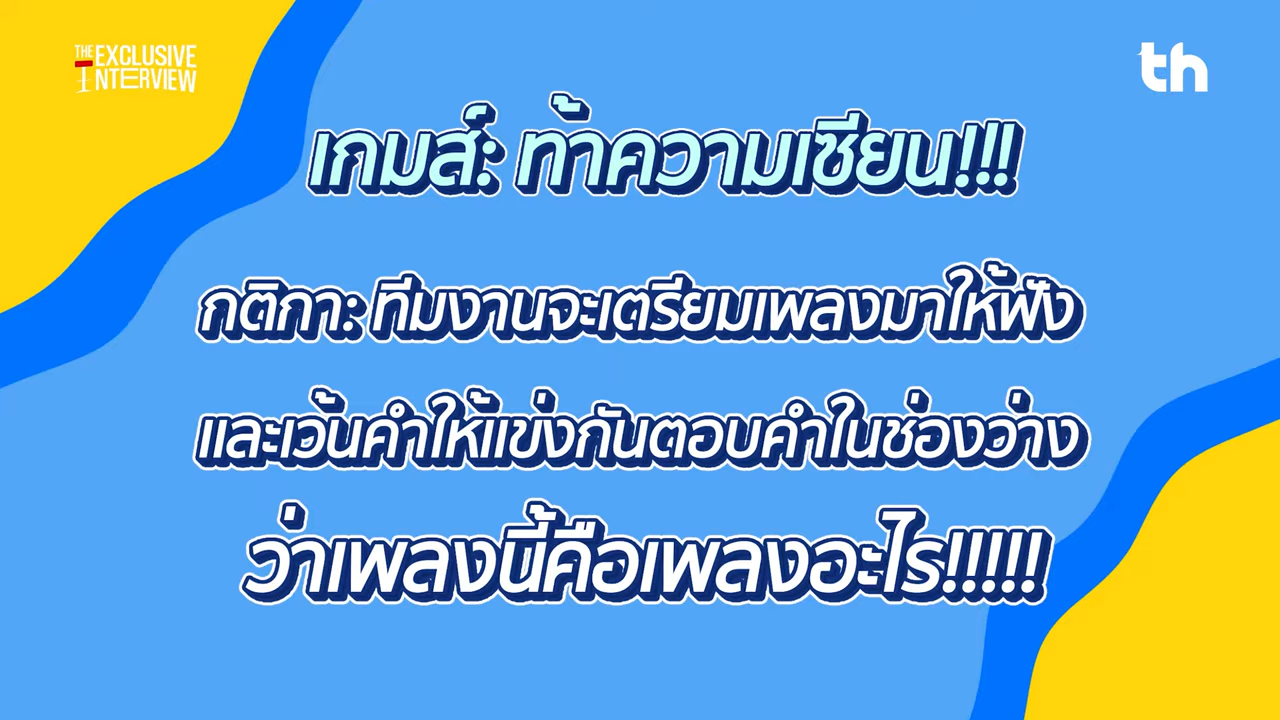 THE EXCLUSIVE
INTERVIEW
th
เกมส์: ท้าความเซียน!!!
กติกา: ทีมงานจะเตรียมเพลงมาให้ฟัง
และเว้นคำให้แข่งกันตอบคำในช่องว่าง
ว่าเพลงนี้คือเพลงอะไร!!!!!